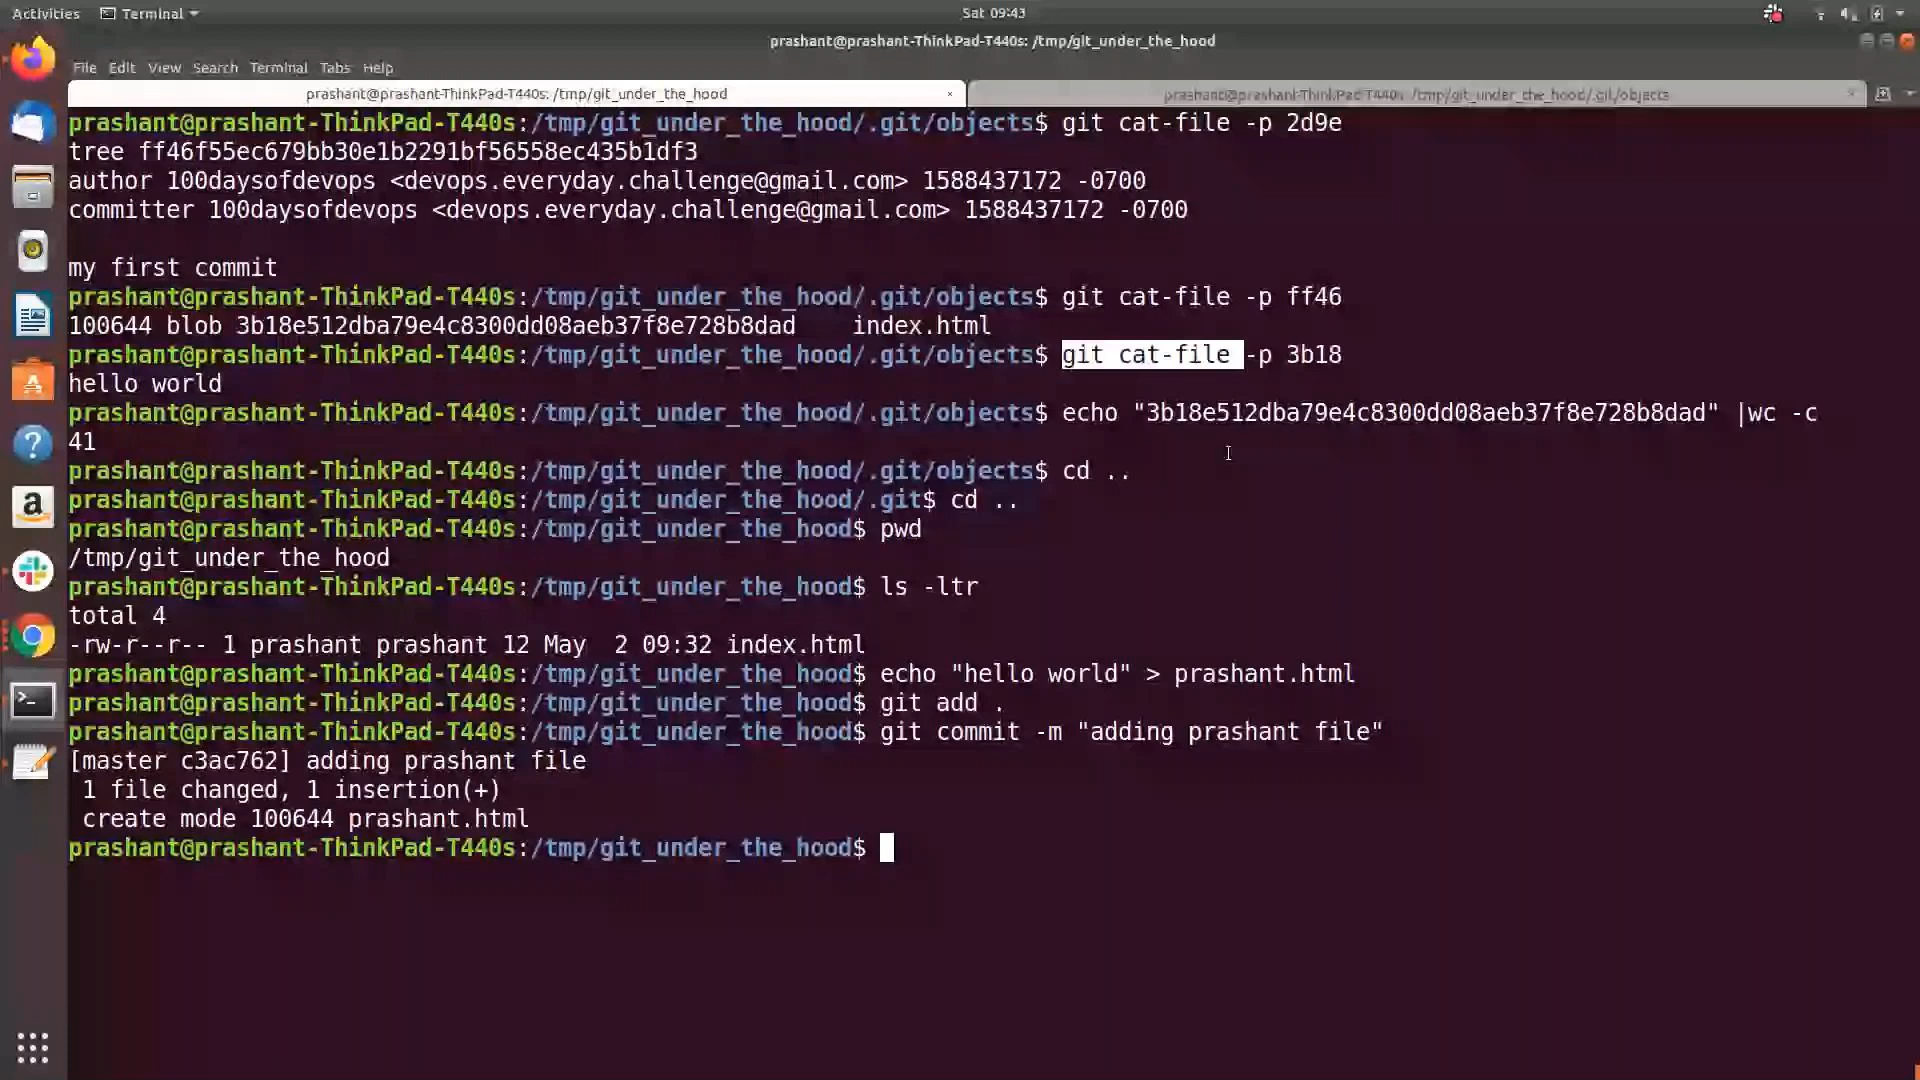 Activities Terminal Sat 09:43
prashant@prashant-ThinkPad-T440s: /tmp/git_under_the_hood
File Edit View Search Terminal Tabs Help
prashant@prashant-ThinkPad-T440s: /tmp/git_under_the_hood × prashant@prashant-ThinkPad-T440s: /tmp/git_under_the_hood/.git/objects ×
prashant@prashant-ThinkPad-T440s:/tmp/git_under_the_hood/.git/objects$ git cat-file -p 2d9e
tree ff46f55ec679bb30e1b2291bf56558ec435b1df3
author 100daysofdevops <devops.everyday.challenge@gmail.com> 1588437172 -0700
committer 100daysofdevops <devops.everyday.challenge@gmail.com> 1588437172 -0700
my first commit
prashant@prashant-ThinkPad-T440s:/tmp/git_under_the_hood/.git/objects$ git cat-file -p ff46
100644 blob 3b18e512dba79e4c8300dd08aeb37f8e728b8dad    index.html
prashant@prashant-ThinkPad-T440s:/tmp/git_under_the_hood/.git/objects$ git cat-file -p 3b18
hello world
prashant@prashant-ThinkPad-T440s:/tmp/git_under_the_hood/.git/objects$ echo "3b18e512dba79e4c8300dd08aeb37f8e728b8dad" |wc -c
41
prashant@prashant-ThinkPad-T440s:/tmp/git_under_the_hood/.git/objects$ cd ..
prashant@prashant-ThinkPad-T440s:/tmp/git_under_the_hood/.git$ cd ..
prashant@prashant-ThinkPad-T440s:/tmp/git_under_the_hood$ pwd
/tmp/git_under_the_hood
prashant@prashant-ThinkPad-T440s:/tmp/git_under_the_hood$ ls -ltr
total 4
-rw-r--r-- 1 prashant prashant 12 May  2 09:32 index.html
prashant@prashant-ThinkPad-T440s:/tmp/git_under_the_hood$ echo "hello world" > prashant.html
prashant@prashant-ThinkPad-T440s:/tmp/git_under_the_hood$ git add .
prashant@prashant-ThinkPad-T440s:/tmp/git_under_the_hood$ git commit -m "adding prashant file"
[master c3ac762] adding prashant file
 1 file changed, 1 insertion(+)
 create mode 100644 prashant.html
prashant@prashant-ThinkPad-T440s:/tmp/git_under_the_hood$